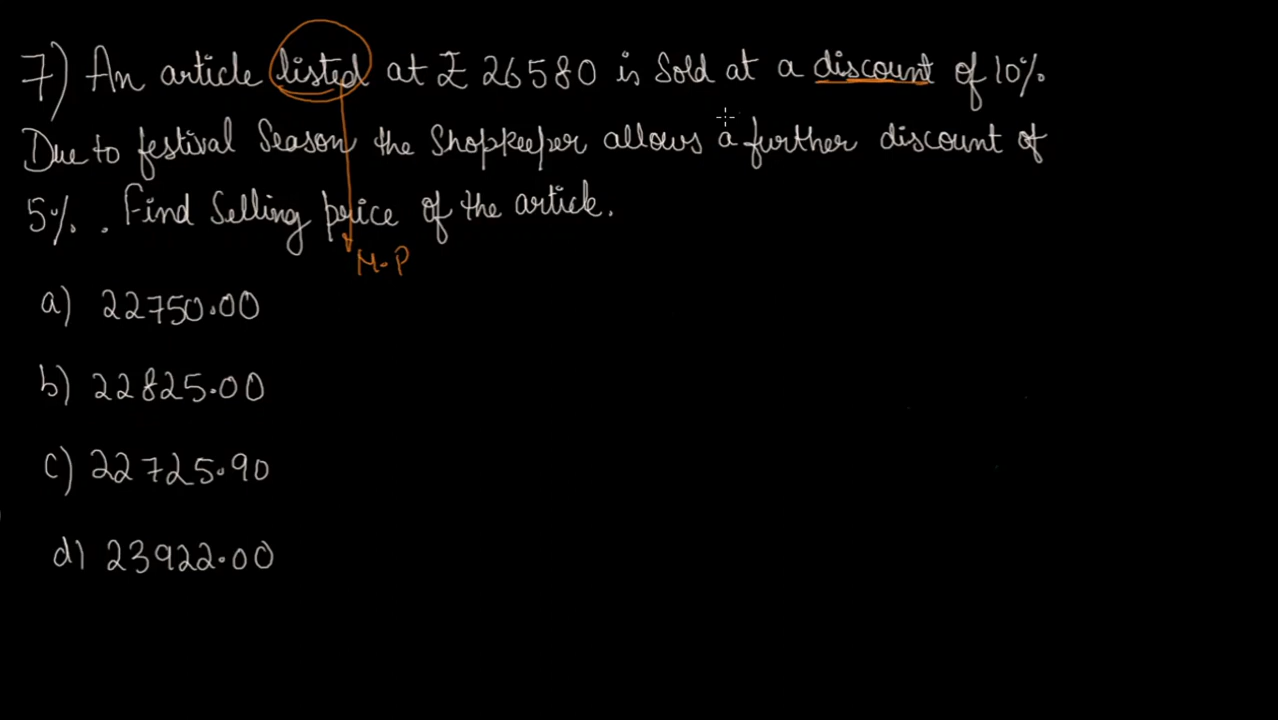 7) An article listed at ₹ 26580 is Sold at a discount of 10%
Due to festival Season the Shopkeeper allows a further discount of
5%. . Find Selling price of the article.
M.P
a) 22750.00
b) 22825.00
c) 22725.90
d) 23922.00